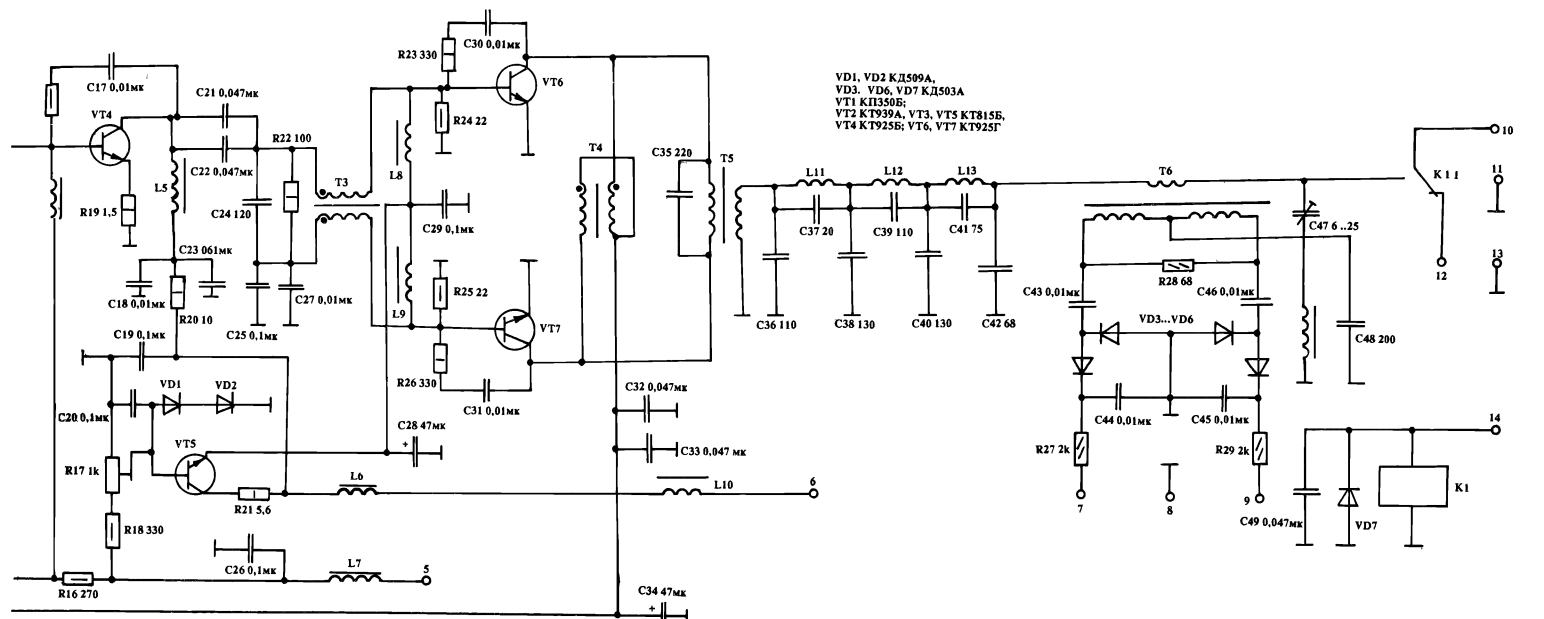 C17 0,01мк
VT4
R19 1,5
C18 0,01мк
C19 0,1мк
C20 0,1мк
R17 1k
R18 330
R16 270
VD1
VD2
VT5
R21 5,6
C26 0,1мк
L5
C21 0,047мк
C22 0,047мк
C23 061мк
R20 10
C24 120
C25 0,1мк
R22 100
C27 0,01мк
T3
L8
L9
C29 0,1мк
C28 47мк
+
L6
L7
5
R23 330
C30 0,01мк
VT6
R24 22
R25 22
VT7
R26 330
C31 0,01мк
T4
C35 220
T5
C32 0,047мк
C33 0,047 мк
L10
6
C34 47мк
+
VD1, VD2 КД509А,
VD3. VD6, VD7 КД503А
VT1 КП350Б;
VT2 КТ939А, VT3, VT5 КТ815Б,
VT4 КТ925Б; VT6, VT7 КТ925Г
L11
L12
L13
C37 20
C39 110
C41 75
C36 110
C38 130
C40 130
C42 68
T6
R28 68
C43 0,01мк
C46 0,01мк
VD3...VD6
C44 0,01мк
C45 0,01мк
R27 2k
R29 2k
7
8
9
C47 6 ..25
C48 200
K1 1
10
11
12
13
14
C49 0,047мк
VD7
K1